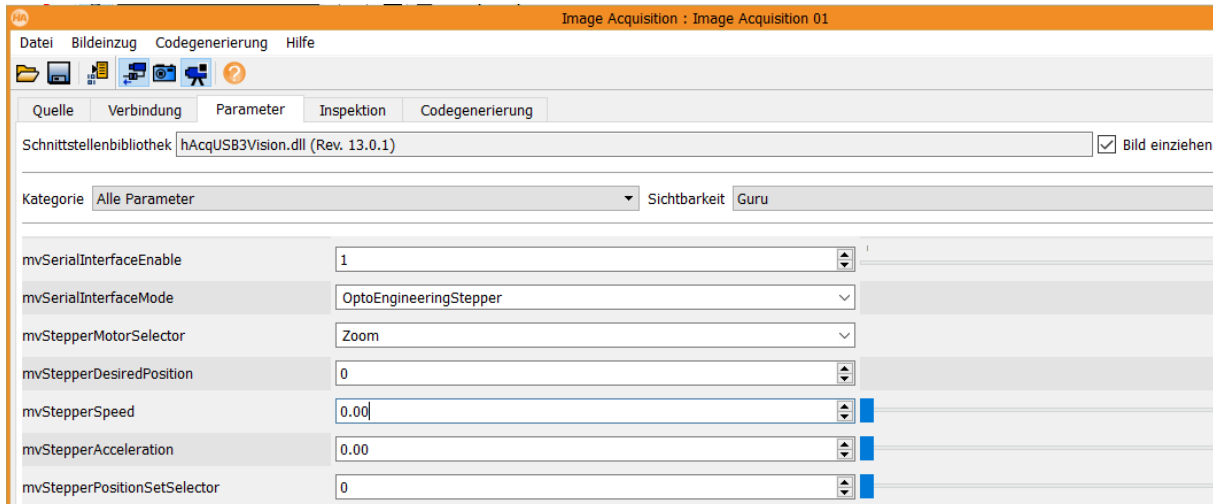 HA
Image Acquisition : Image Acquisition 01
Datei Bildeinzug Codegenerierung Hilfe
Quelle Verbindung Parameter Inspektion Codegenerierung
Schnittstellenbibliothek hAcqUSB3Vision.dll (Rev. 13.0.1) Bild einziehen
Kategorie Alle Parameter Sichtbarkeit Guru
mvSerialInterfaceEnable 1
mvSerialInterfaceMode OptoEngineeringStepper
mvStepperMotorSelector Zoom
mvStepperDesiredPosition 0
mvStepperSpeed 0.00
mvStepperAcceleration 0.00
mvStepperPositionSetSelector 0